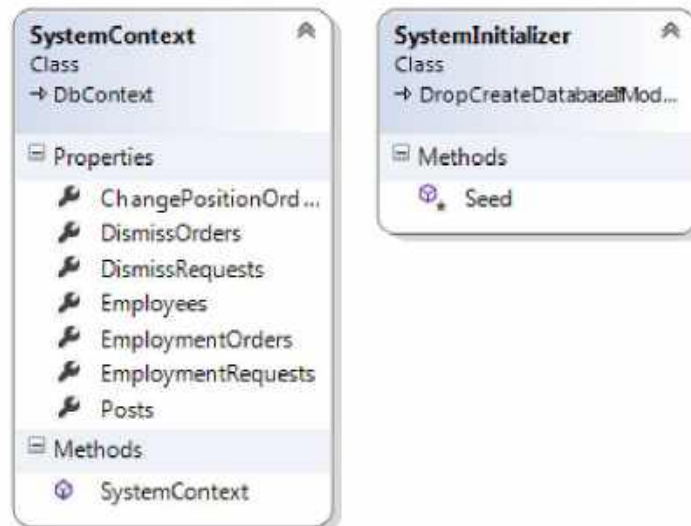 SystemContext
Class
DbContext
Properties
ChangePositionOrd...
DismissOrders
DismissRequests
Employees
EmploymentOrders
EmploymentRequests
Posts
Methods
SystemContext
SystemInitializer
Class
DropCreateDatabaseIfMod...
Methods
Seed